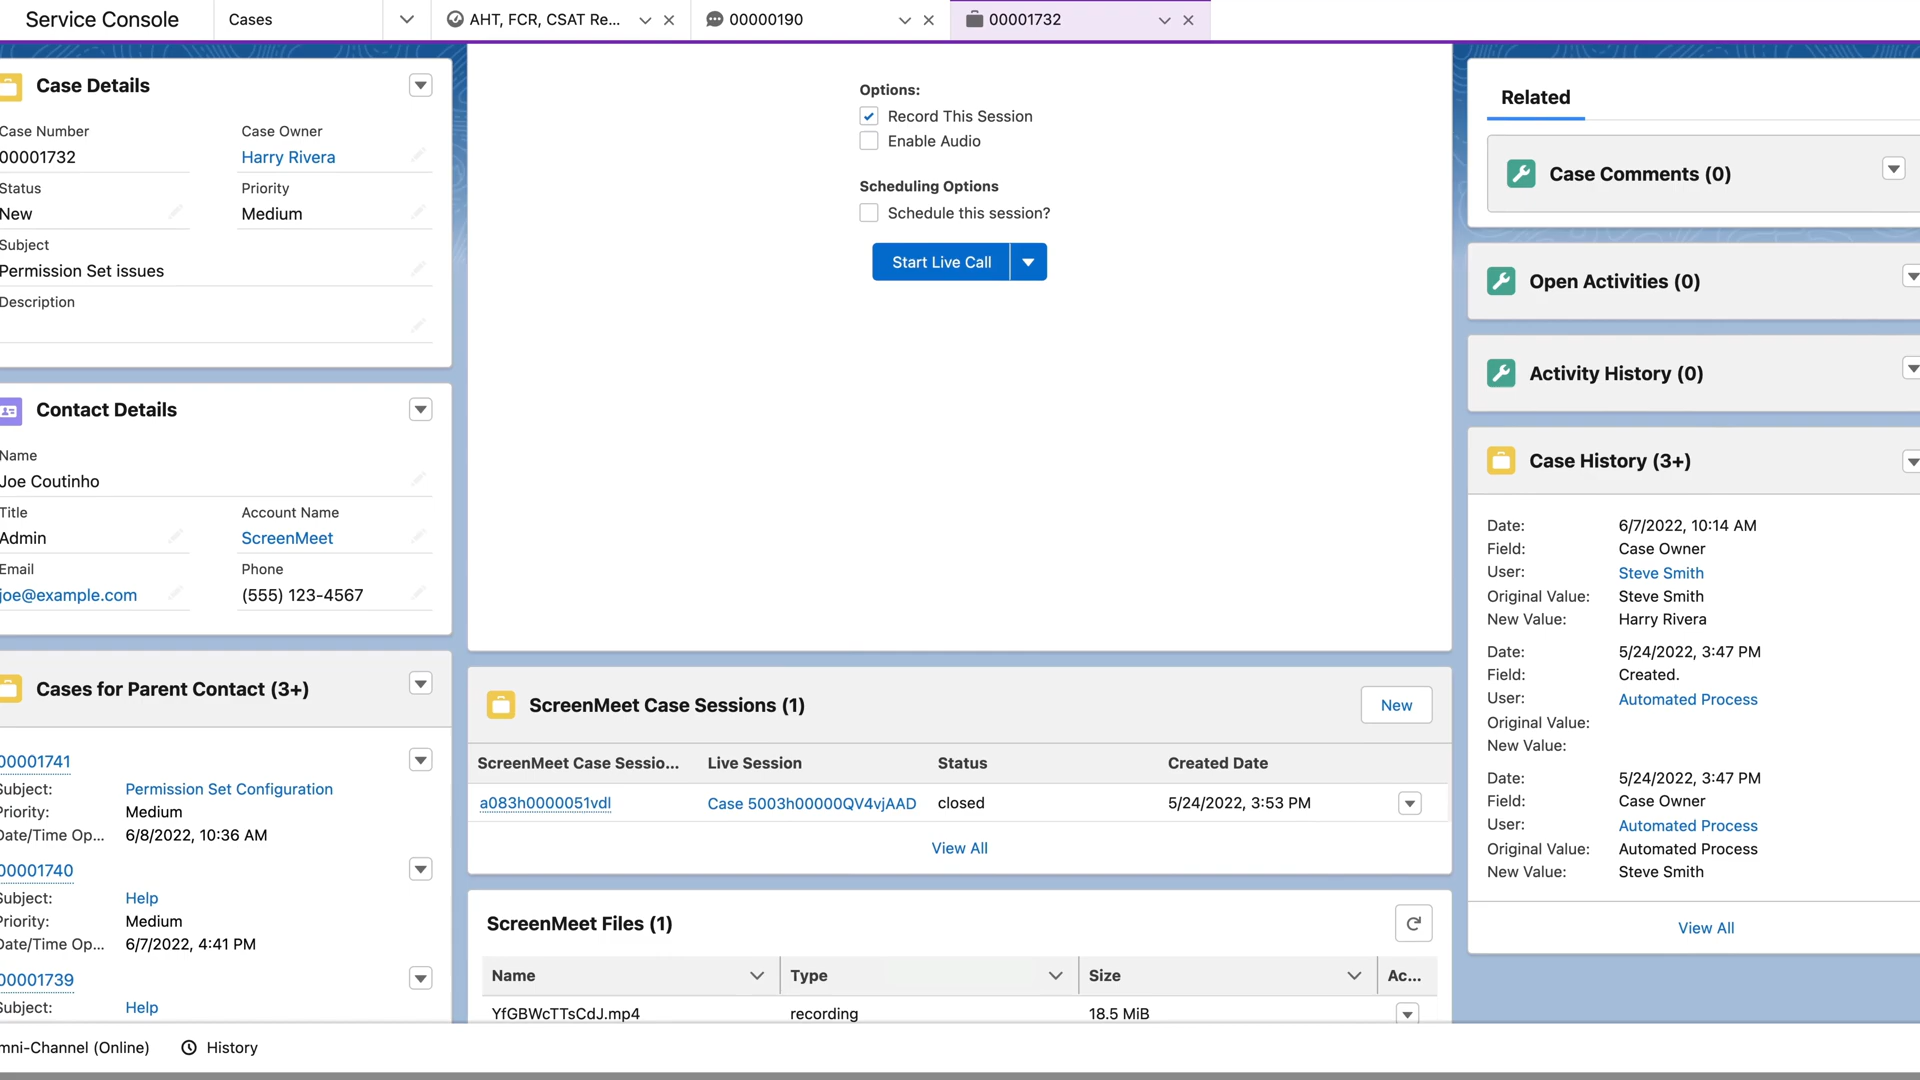 Service Console
Cases
AHT, FCR, CSAT Re...
00000190
00001732
Case Details
Case Number
Case Owner
00001732
Harry Rivera
Status
Priority
New
Medium
Subject
Permission Set issues
Description
Contact Details
Name
Joe Coutinho
Title
Account Name
Admin
ScreenMeet
Email
Phone
joe@example.com
(555) 123-4567
Cases for Parent Contact (3+)
00001741
Subject:
Permission Set Configuration
Priority:
Medium
Date/Time Op...
6/8/2022, 10:36 AM
00001740
Subject:
Help
Priority:
Medium
Date/Time Op...
6/7/2022, 4:41 PM
00001739
Subject:
Help
Options:
Record This Session
Enable Audio
Scheduling Options
Schedule this session?
Start Live Call
ScreenMeet Case Sessions (1)
New
ScreenMeet Case Sessio...
Live Session
Status
Created Date
a083h0000051vdl
Case 5003h00000QV4vjAAD
closed
5/24/2022, 3:53 PM
View All
ScreenMeet Files (1)
Name
Type
Size
Ac...
YfGBWcTTsCdJ.mp4
recording
18.5 MiB
Related
Case Comments (0)
Open Activities (0)
Activity History (0)
Case History (3+)
Date:
6/7/2022, 10:14 AM
Field:
Case Owner
User:
Steve Smith
Original Value:
Steve Smith
New Value:
Harry Rivera
Date:
5/24/2022, 3:47 PM
Field:
Created.
User:
Automated Process
Original Value:
New Value:
Date:
5/24/2022, 3:47 PM
Field:
Case Owner
User:
Automated Process
Original Value:
Automated Process
New Value:
Steve Smith
View All
mni-Channel (Online)
History